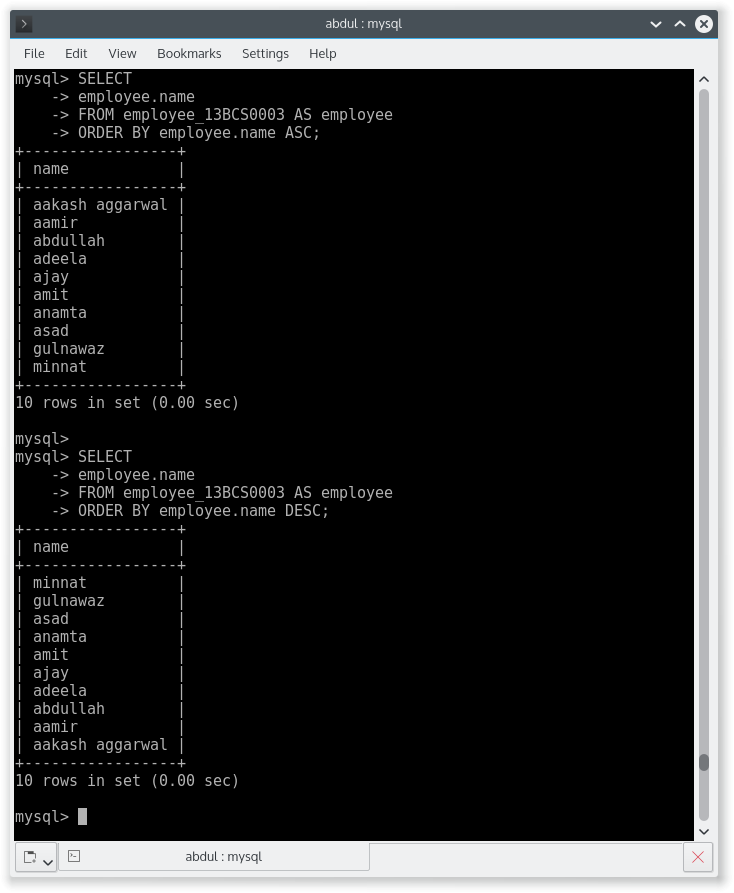 abdul : mysql
File Edit View Bookmarks Settings Help
mysql> SELECT
    -> employee.name
    -> FROM employee_13BCS0003 AS employee
    -> ORDER BY employee.name ASC;
+-----------------+
| name            |
+-----------------+
| aakash aggarwal |
| aamir           |
| abdullah        |
| adeela          |
| ajay            |
| amit            |
| anamta          |
| asad            |
| gulnawaz        |
| minnat          |
+-----------------+
10 rows in set (0.00 sec)

mysql>
mysql> SELECT
    -> employee.name
    -> FROM employee_13BCS0003 AS employee
    -> ORDER BY employee.name DESC;
+-----------------+
| name            |
+-----------------+
| minnat          |
| gulnawaz        |
| asad            |
| anamta          |
| amit            |
| ajay            |
| adeela          |
| abdullah        |
| aamir           |
| aakash aggarwal |
+-----------------+
10 rows in set (0.00 sec)

mysql>
abdul : mysql